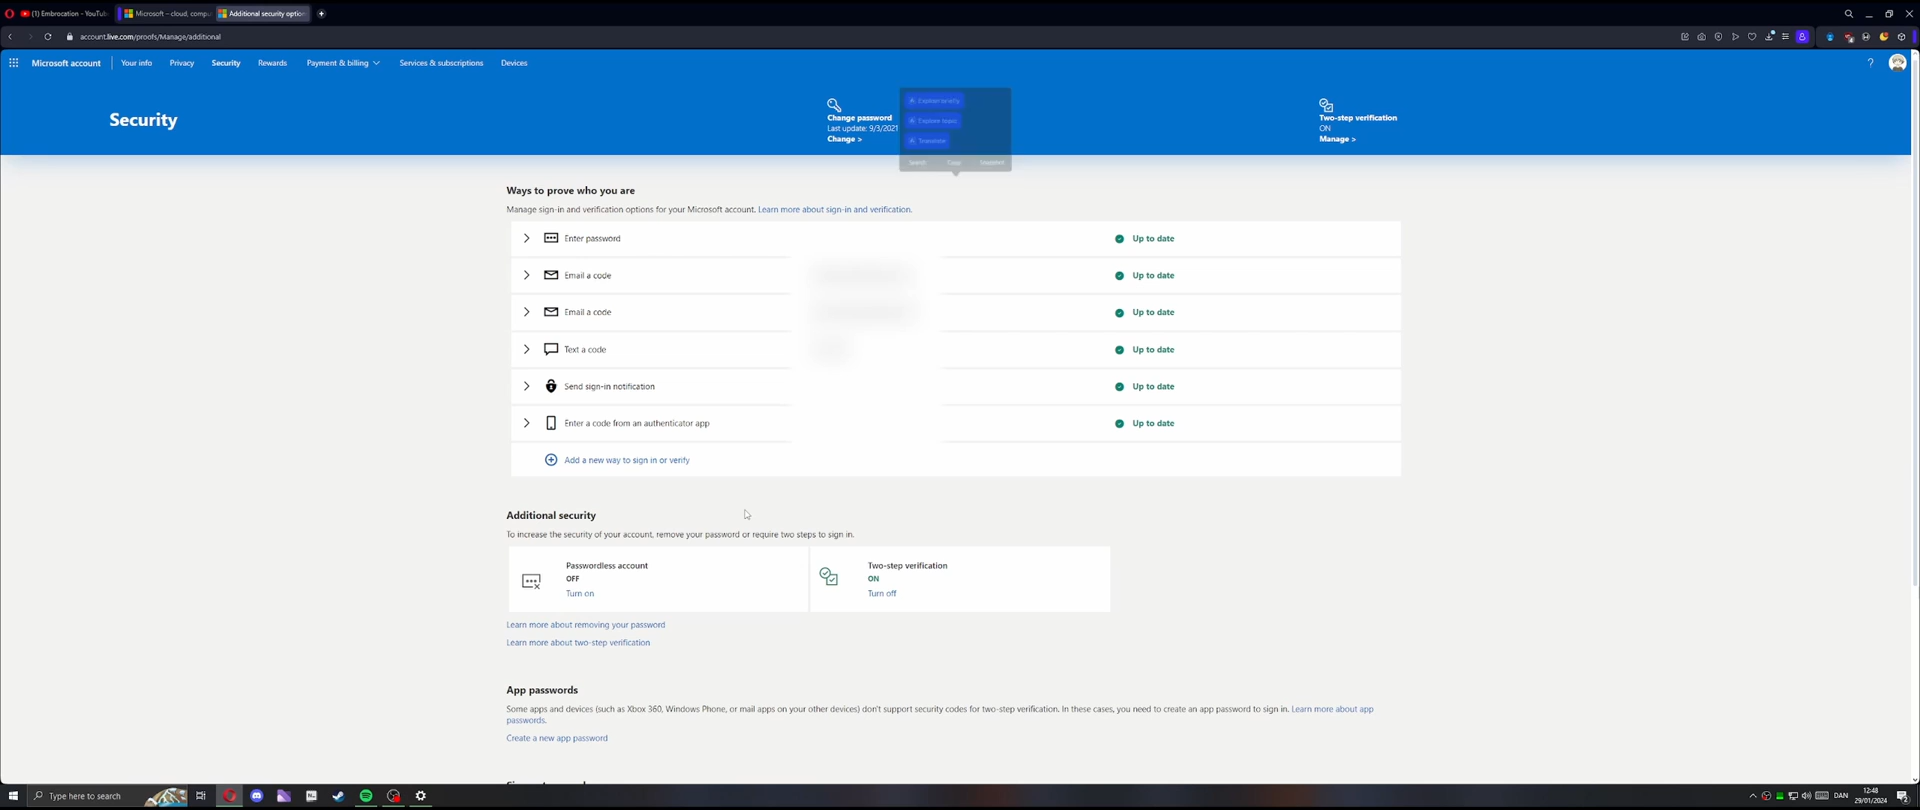 (1) Embrocation - YouTub
Microsoft – cloud, compu
Additional security option
account.live.com/proofs/Manage/additional
Microsoft account
Your info
Privacy
Security
Rewards
Payment & billing
Services & subscriptions
Devices
?
Security
Change password
Last update: 9/3/2021
Change >
Explain briefly
Explore topic
Translate
Search
Copy
Snapshot
Two-step verification
ON
Manage >
Ways to prove who you are
Manage sign-in and verification options for your Microsoft account. Learn more about sign-in and verification.
Enter password
Up to date
Email a code
Up to date
Email a code
Up to date
Text a code
Up to date
Send sign-in notification
Up to date
Enter a code from an authenticator app
Up to date
Add a new way to sign in or verify
Additional security
To increase the security of your account, remove your password or require two steps to sign in.
Passwordless account
OFF
Turn on
Two-step verification
ON
Turn off
Learn more about removing your password
Learn more about two-step verification
App passwords
Some apps and devices (such as Xbox 360, Windows Phone, or mail apps on your other devices) don't support security codes for two-step verification. In these cases, you need to create an app password to sign in. Learn more about app
passwords.
Create a new app password
Type here to search
DAN
12:48
29/01/2024